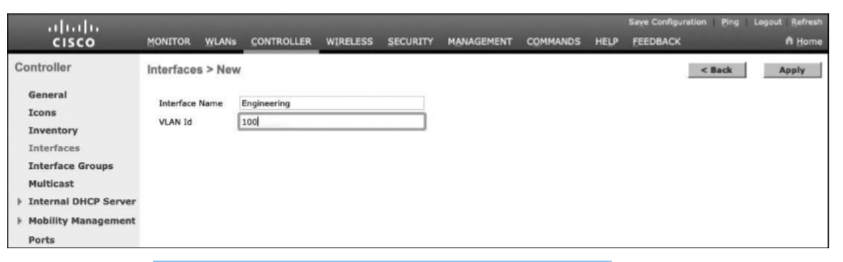 Save Configuration Ping Logout Refresh
CISCO MONITOR WLANs CONTROLLER WIRELESS SECURITY MANAGEMENT COMMANDS HELP FEEDBACK Home
Controller
General
Icons
Inventory
Interfaces
Interface Groups
Multicast
Internal DHCP Server
Mobility Management
Ports
Interfaces > New
< Back Apply
Interface Name Engineering
VLAN Id 100